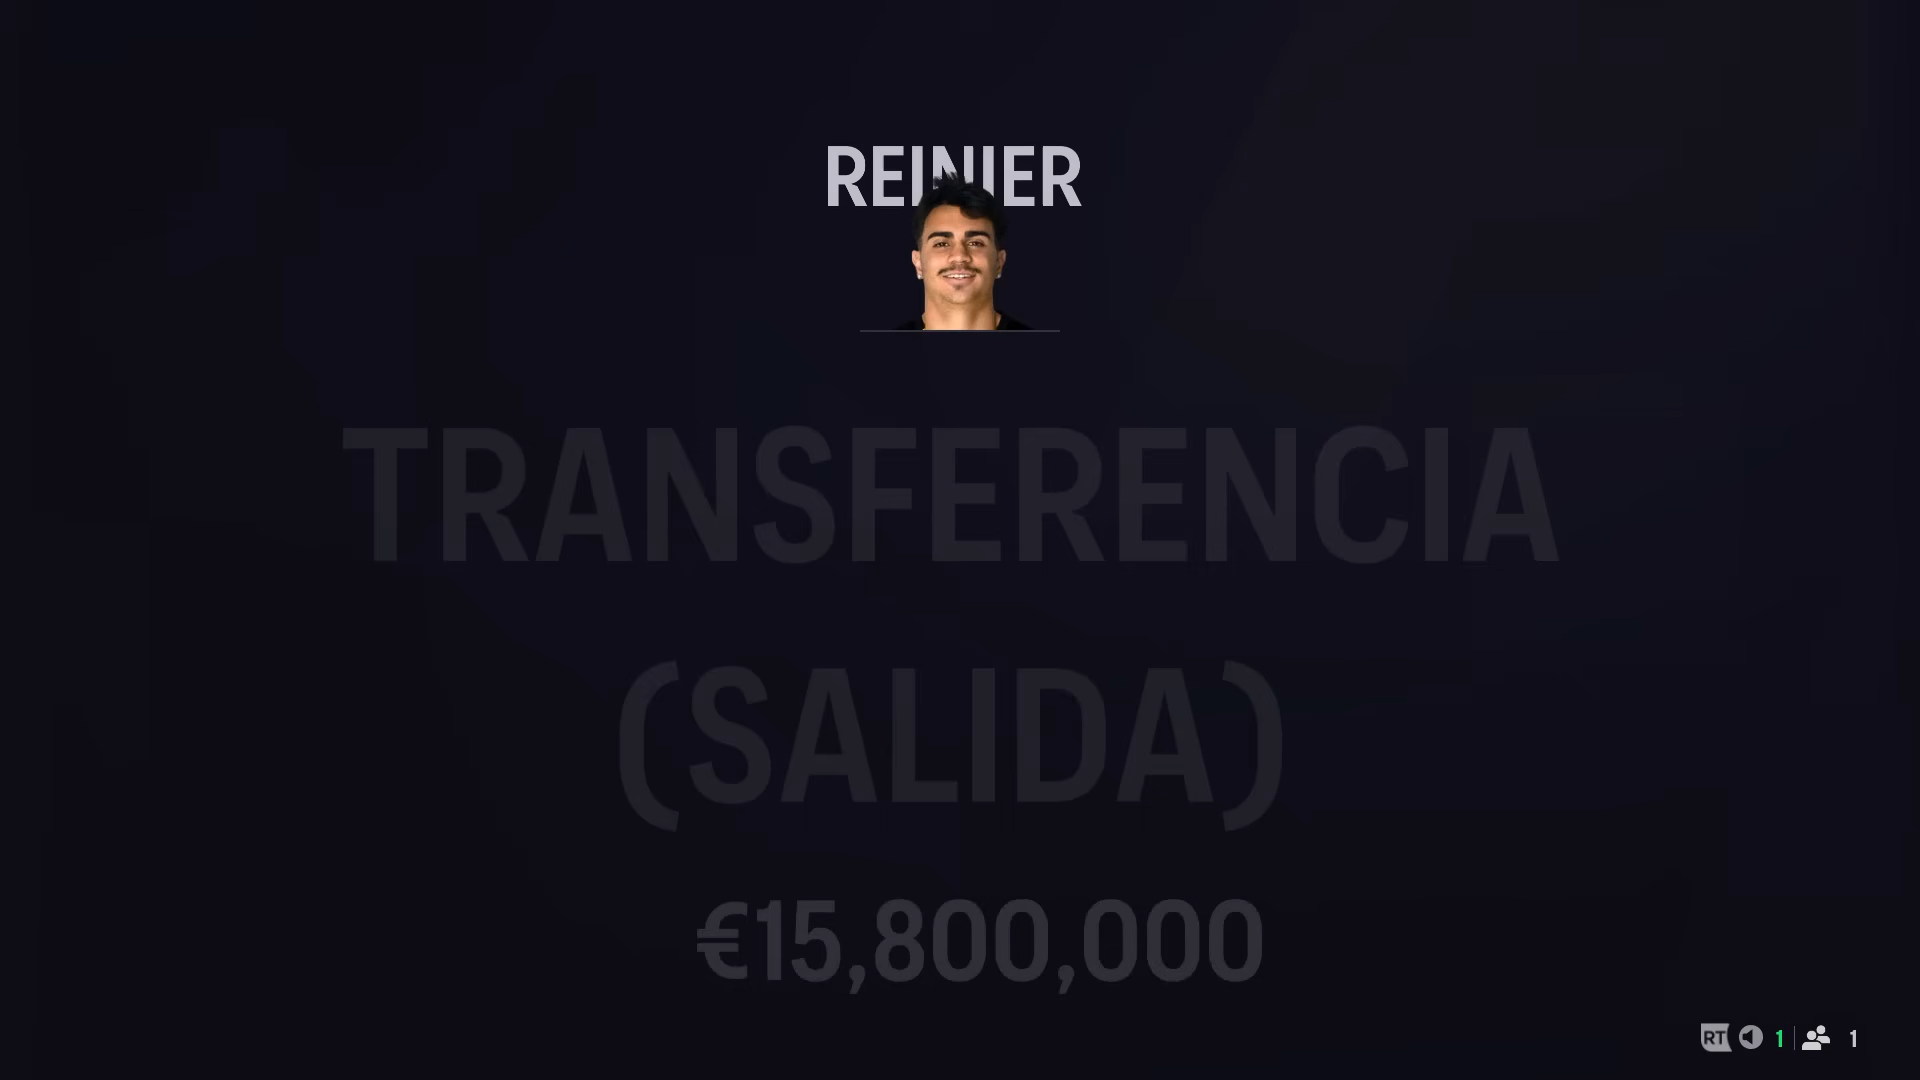 REINIER
TRANSFERENCIA
(SALIDA)
€15,800,000
RT 1 1